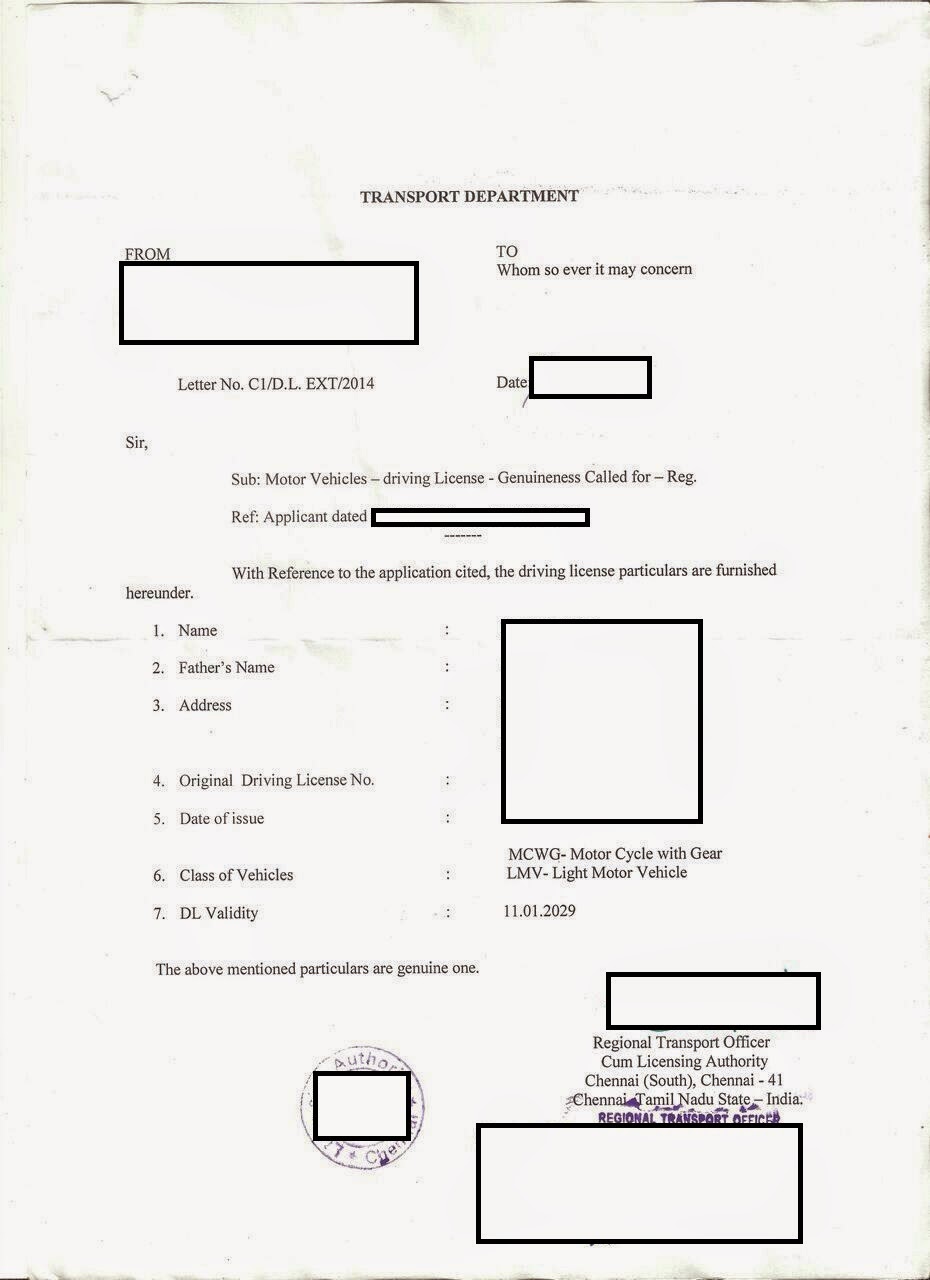 TRANSPORT DEPARTMENT
FROM
TO
Whom so ever it may concern
Letter No. C1/D.L. EXT/2014
Date:
Sir,
Sub: Motor Vehicles – driving License - Genuineness Called for – Reg.
Ref: Applicant dated
-------
With Reference to the application cited, the driving license particulars are furnished
hereunder.
1. Name :
2. Father's Name :
3. Address :
4. Original Driving License No. :
5. Date of issue :
MCWG- Motor Cycle with Gear
6. Class of Vehicles : LMV- Light Motor Vehicle
7. DL Validity : 11.01.2029
The above mentioned particulars are genuine one.
Regional Transport Officer
Cum Licensing Authority
Chennai (South), Chennai - 41
Chennai, Tamil Nadu State – India.
REGIONAL TRANSPORT OFFICER